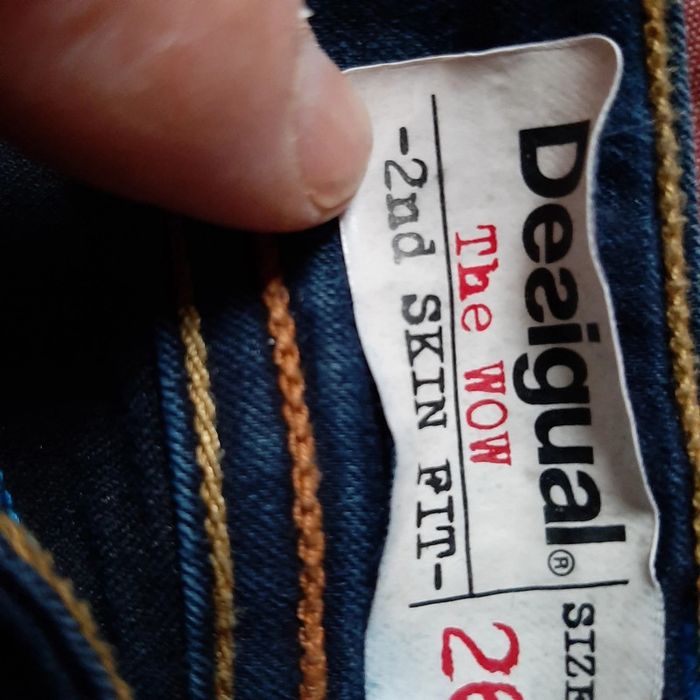 Desigual®
The WOW
-2nd SKIN FIT-
SIZE
26